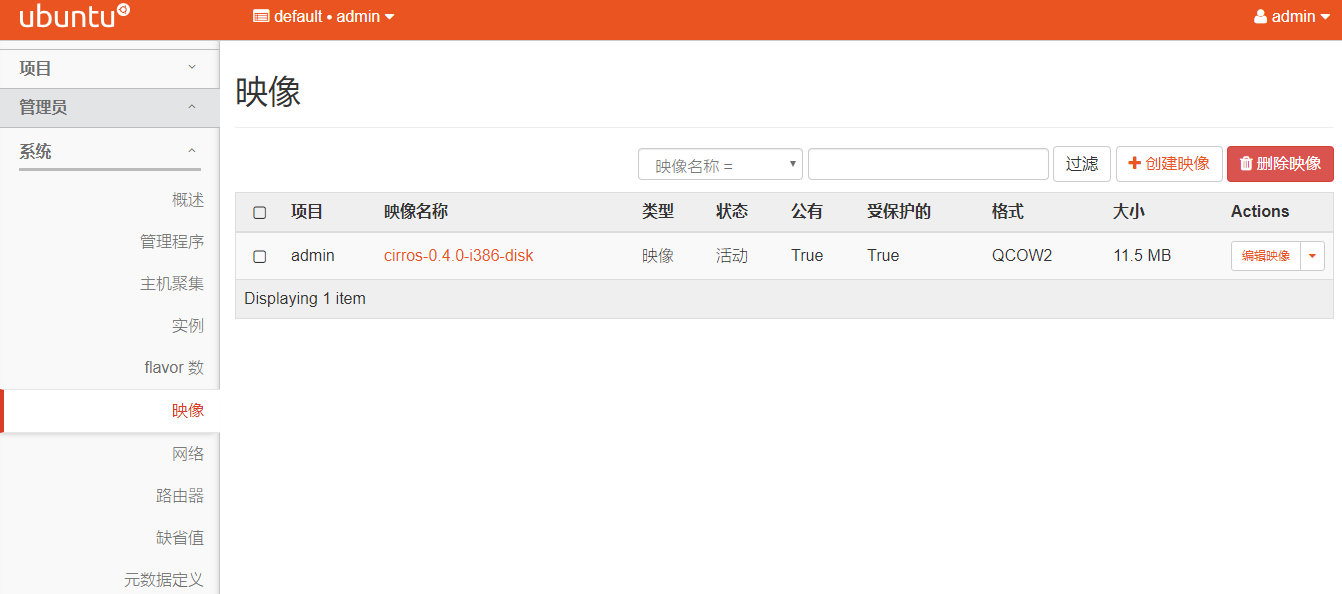 ubuntu
default • admin
admin
项目
管理员
系统
概述
管理程序
主机聚集
实例
flavor 数
映像
网络
路由器
缺省值
元数据定义
映像
映像名称 =
过滤
创建映像
删除映像
项目 映像名称 类型 状态 公有 受保护的 格式 大小 Actions
admin cirros-0.4.0-i386-disk 映像 活动 True True QCOW2 11.5 MB 编辑映像
Displaying 1 item